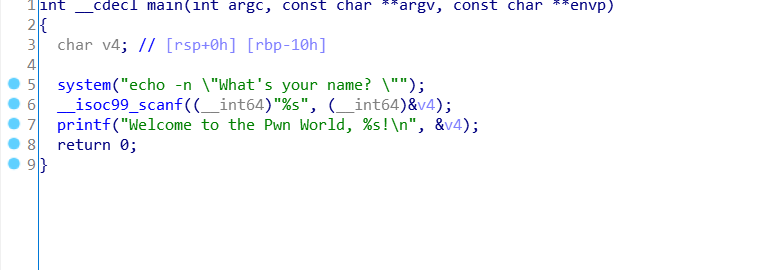 1 int __cdecl main(int argc, const char **argv, const char **envp)
2 {
3 char v4; // [rsp+0h] [rbp-10h]
4
5 system("echo -n \"What's your name? \"");
6 __isoc99_scanf((__int64)"%s", (__int64)&v4);
7 printf("Welcome to the Pwn World, %s!\n", &v4);
8 return 0;
9 }